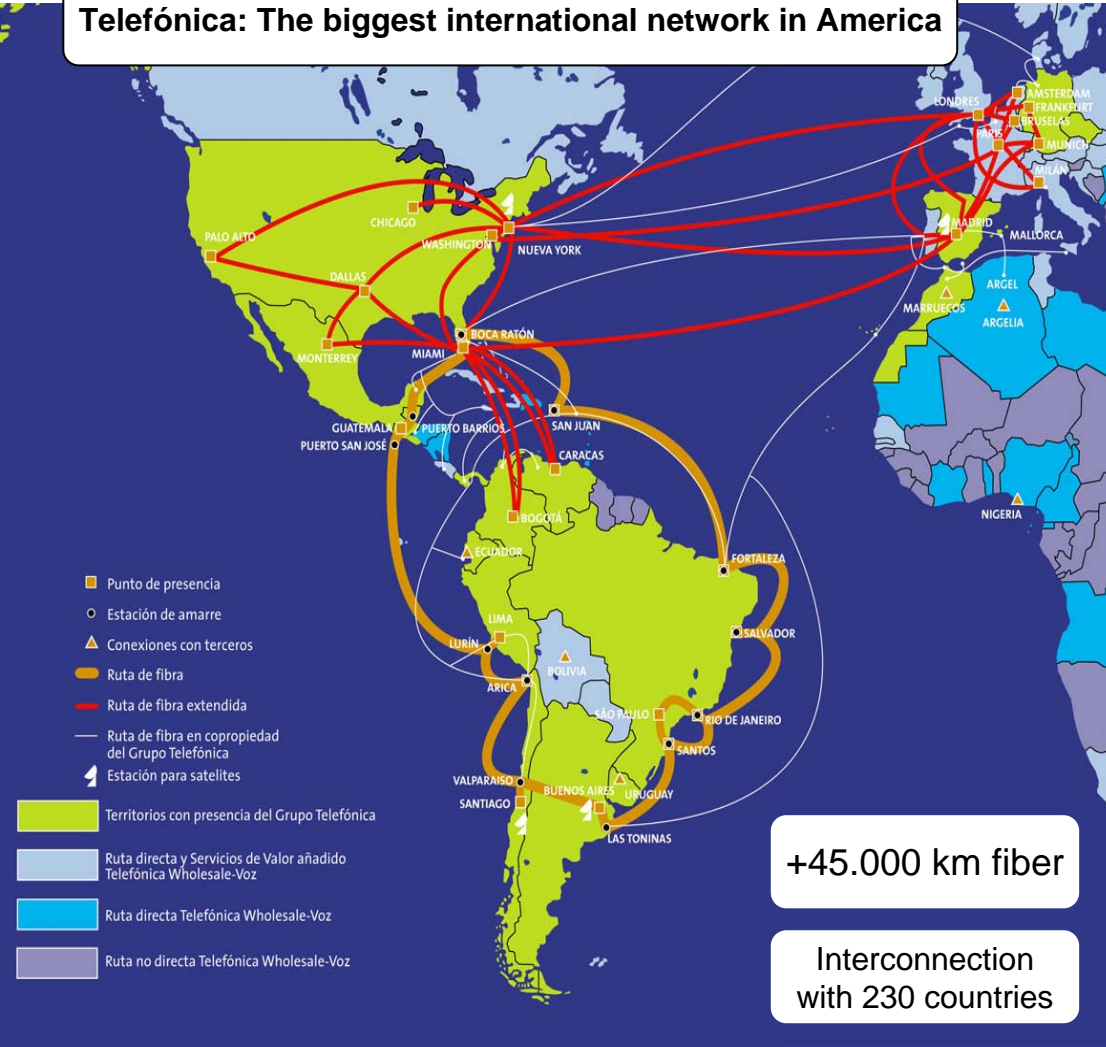 Telefónica: The biggest international network in America
LONDRES
AMSTERDAM
FRANKFURT
BRUSELAS
PARÍS
MUNICH
MILÁN
CHICAGO
MADRID
MALLORCA
PALO ALTO
WASHINGTON
NUEVA YORK
DALLAS
ARGEL
MARRUECOS
ARGELIA
BOCA RATÓN
MIAMI
MONTERREY
GUATEMALA
PUERTO BARRIOS
SAN JUAN
PUERTO SAN JOSÉ
CARACAS
BOGOTÁ
NIGERIA
ECUADOR
FORTALEZA
LIMA
LURÍN
SALVADOR
BOLIVIA
ARICA
SÃO PAULO
RIO DE JANEIRO
SANTOS
VALPARAISO
BUENOS AIRES
URUGUAY
SANTIAGO
LAS TONINAS
Punto de presencia
Estación de amarre
Conexiones con terceros
Ruta de fibra
Ruta de fibra extendida
Ruta de fibra en copropiedad
del Grupo Telefónica
Estación para satelites
Territorios con presencia del Grupo Telefónica
Ruta directa y Servicios de Valor añadido
Telefónica Wholesale-Voz
Ruta directa Telefónica Wholesale-Voz
Ruta no directa Telefónica Wholesale-Voz
+45.000 km fiber
Interconnection
with 230 countries